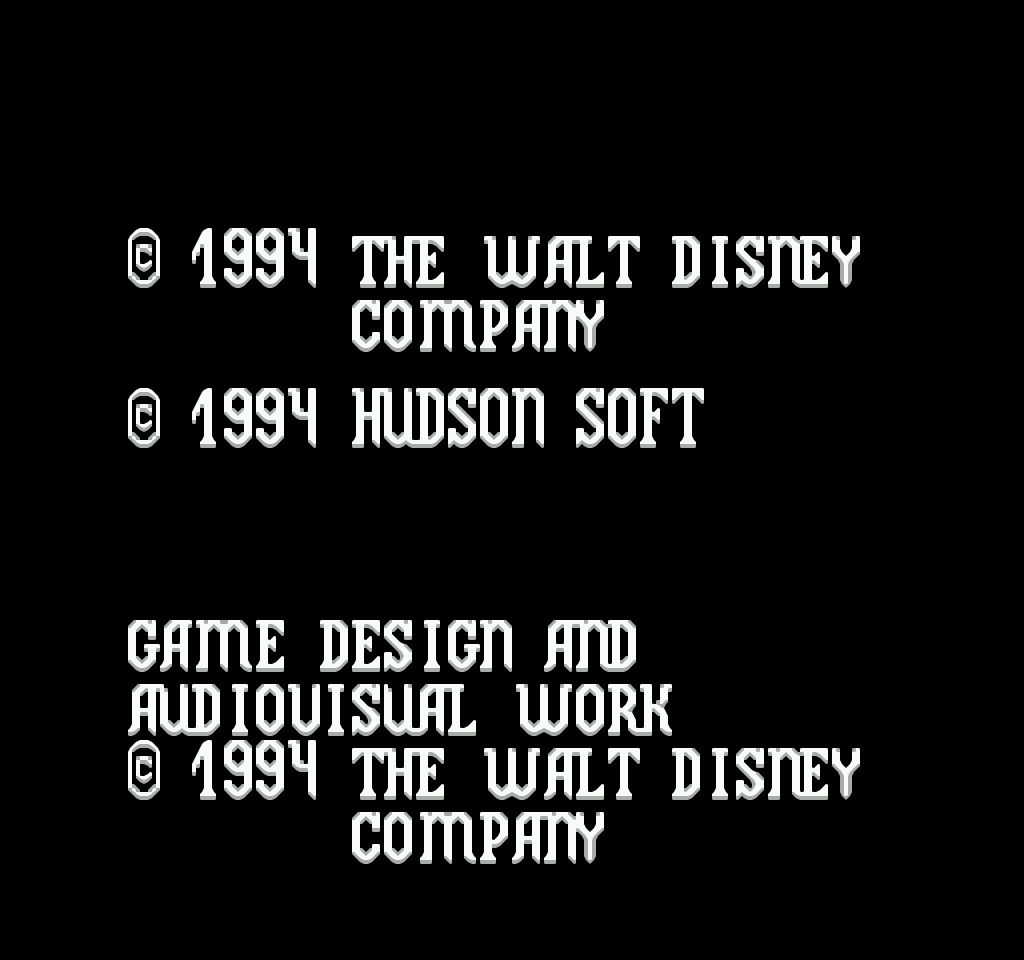 © 1994 THE WALT DISNEY
COMPANY
© 1994 HUDSON SOFT
GAME DESIGN AND
AUDIOVISUAL WORK
© 1994 THE WALT DISNEY
COMPANY